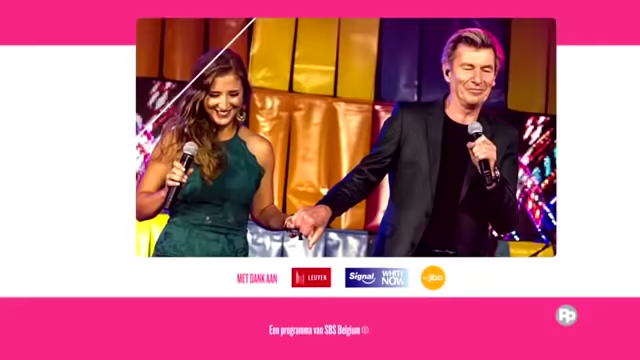 MET DANK AAN
LEUVEN
Signal WHITE NOW
jbc
Een programma van SBS Belgium ©